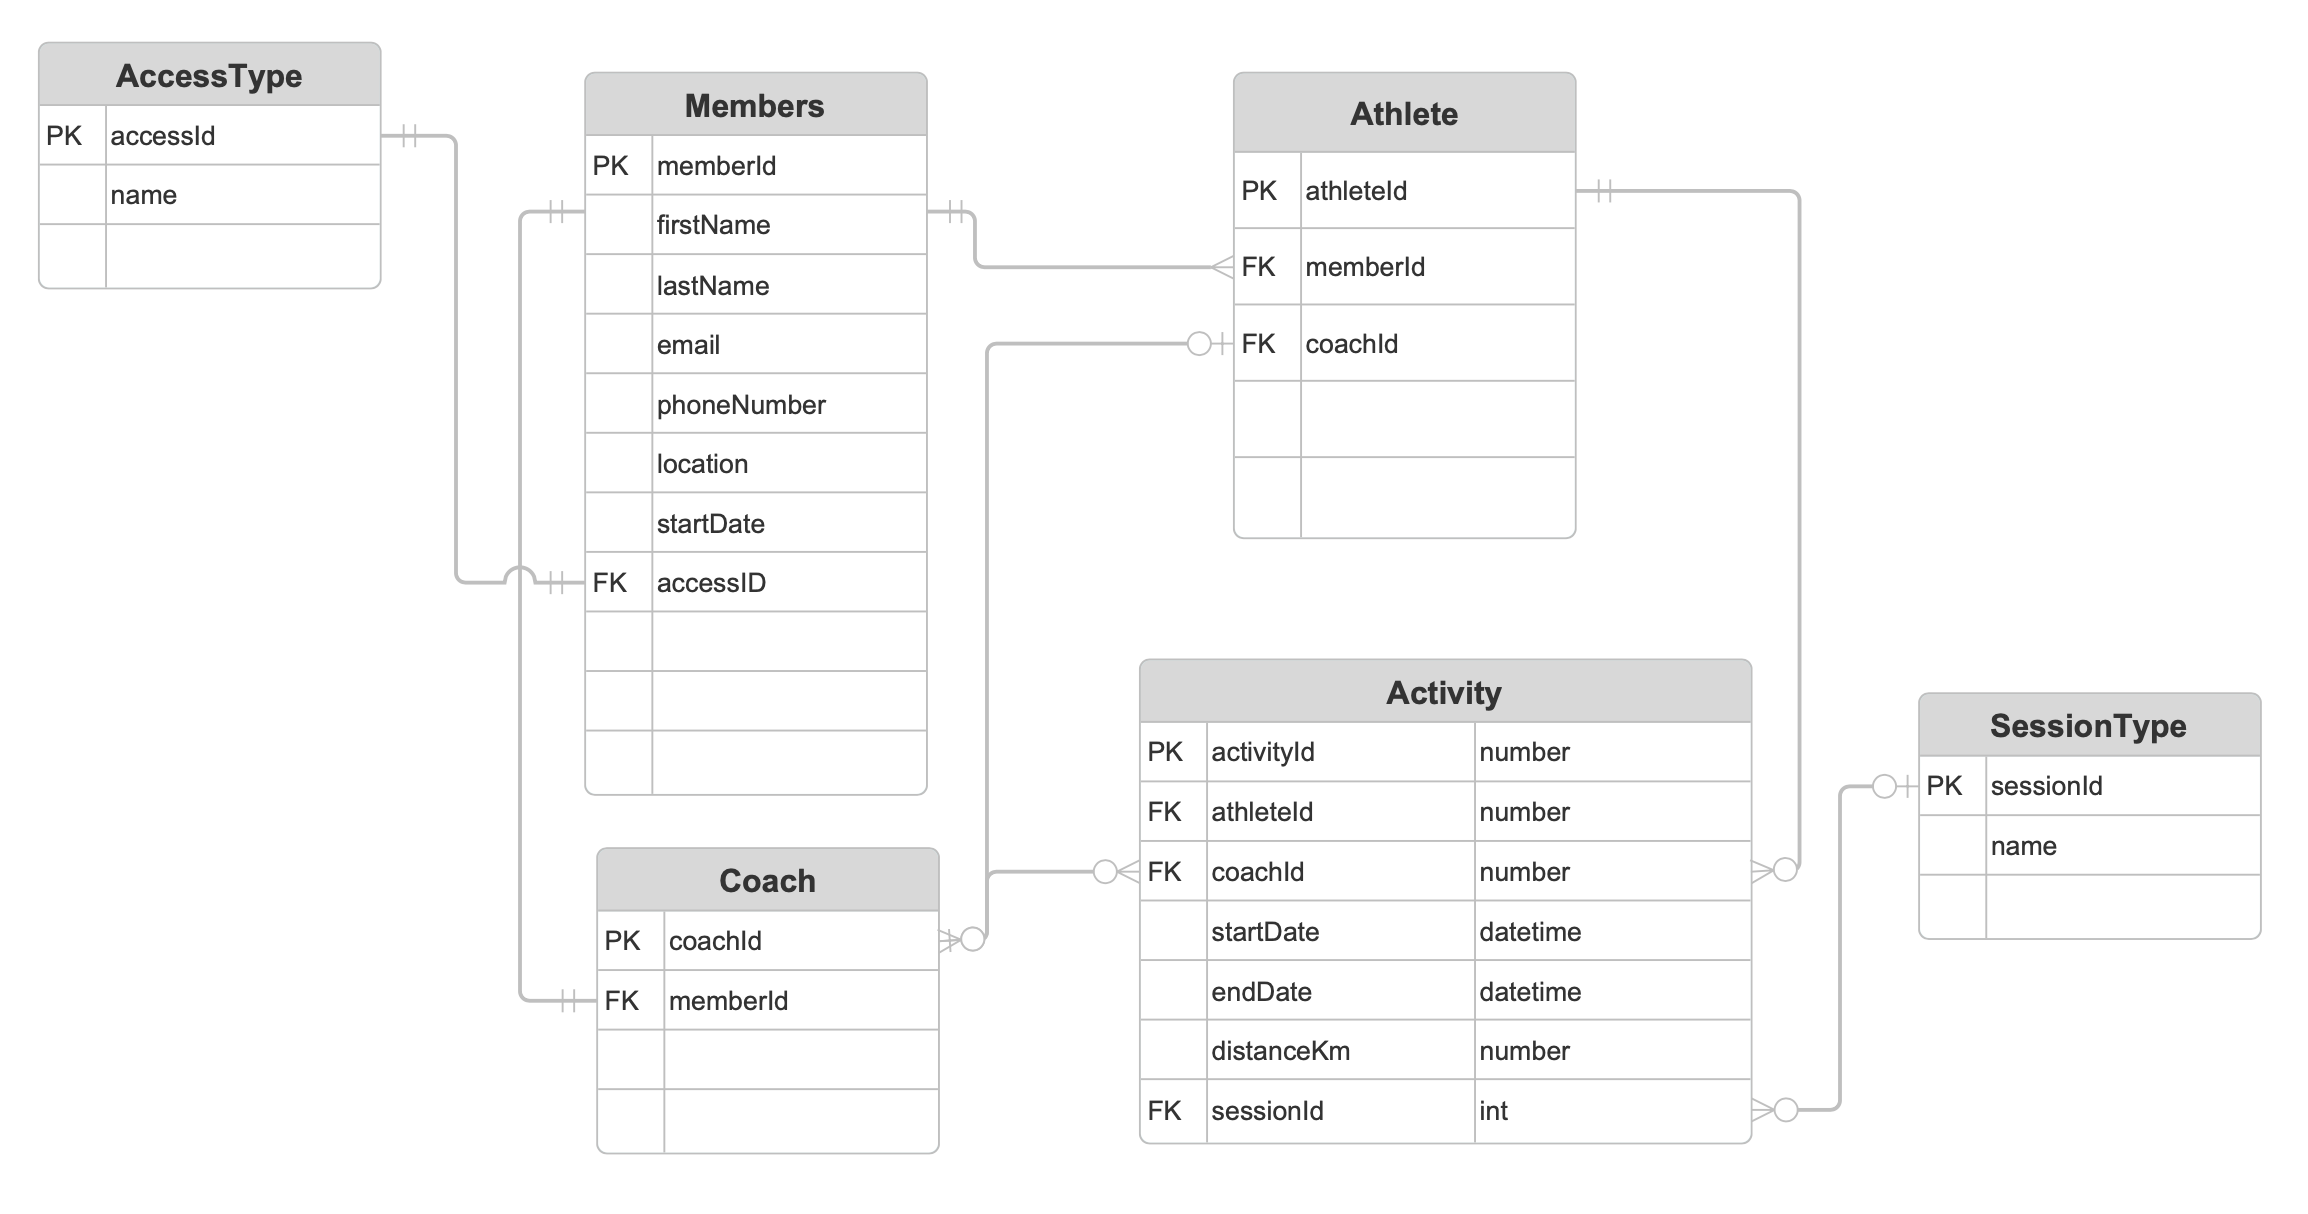 AccessType
PK accessId
name
Members
PK memberId
firstName
lastName
email
phoneNumber
location
startDate
FK accessID
Athlete
PK athleteId
FK memberId
FK coachId
Coach
PK coachId
FK memberId
Activity
PK activityId number
FK athleteId number
FK coachId number
startDate datetime
endDate datetime
distanceKm number
FK sessionId int
SessionType
PK sessionId
name